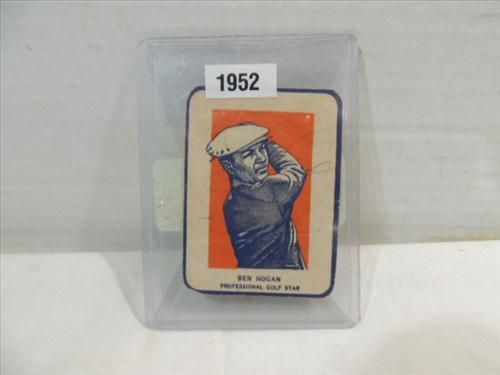 1952
BEN HOGAN
PROFESSIONAL GOLF STAR